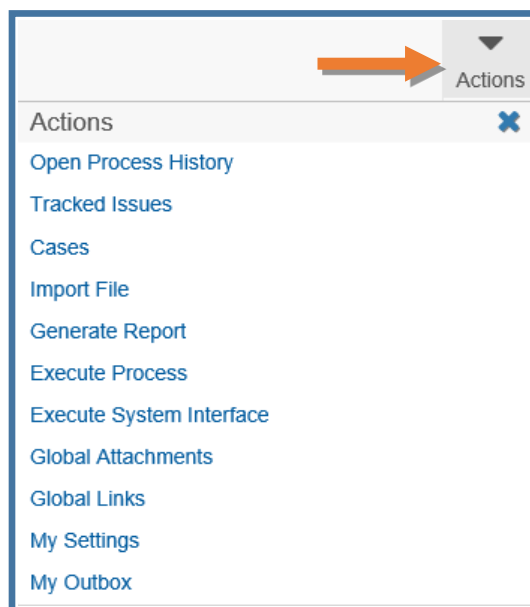 Actions
Actions
Open Process History
Tracked Issues
Cases
Import File
Generate Report
Execute Process
Execute System Interface
Global Attachments
Global Links
My Settings
My Outbox